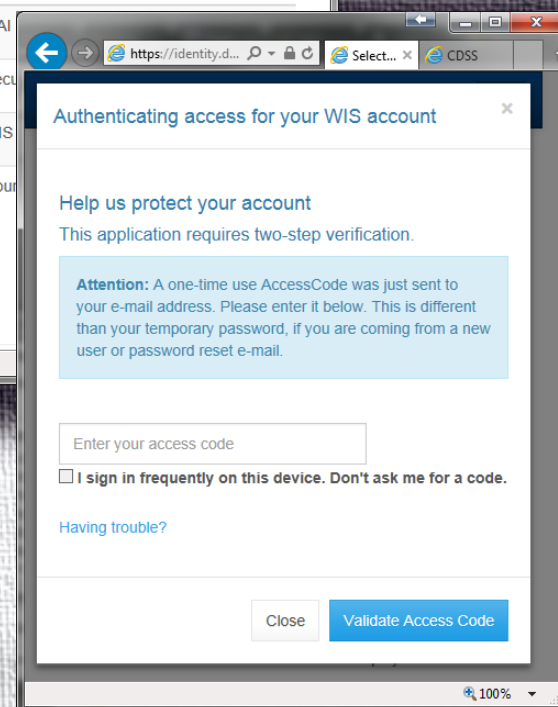 AI
https://identity.d...
Select...
CDSS
Authenticating access for your WIS account
×
Help us protect your account
This application requires two-step verification.
Attention: A one-time use AccessCode was just sent to
your e-mail address. Please enter it below. This is different
than your temporary password, if you are coming from a new
user or password reset e-mail.
Enter your access code
I sign in frequently on this device. Don't ask me for a code.
Having trouble?
Close
Validate Access Code
100%